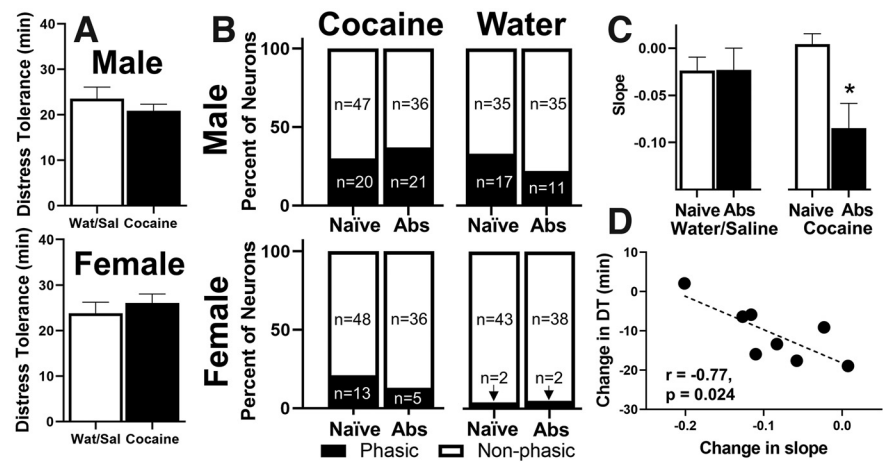 A
Male
Distress Tolerance (min)
40
30
20
10
0
Wat/Sal Cocaine
Female
Distress Tolerance (min)
40
30
20
10
0
Wat/Sal Cocaine
B
Cocaine Water
Male
Percent of Neurons
100
50
0
n=47 n=36 n=35 n=35
n=20 n=21 n=17 n=11
Naïve Abs Naïve Abs
Female
Percent of Neurons
100
50
0
n=48 n=36 n=43 n=38
n=13 n=5 n=2 n=2
Naïve Abs Naïve Abs
Phasic Non-phasic
C
Slope
0.00
-0.05
-0.10
*
Naive Abs Naive Abs
Water/Saline Cocaine
D
Change in DT (min)
10
0
-10
-20
-30
r = -0.77,
p = 0.024
-0.2 -0.1 0.0
Change in slope